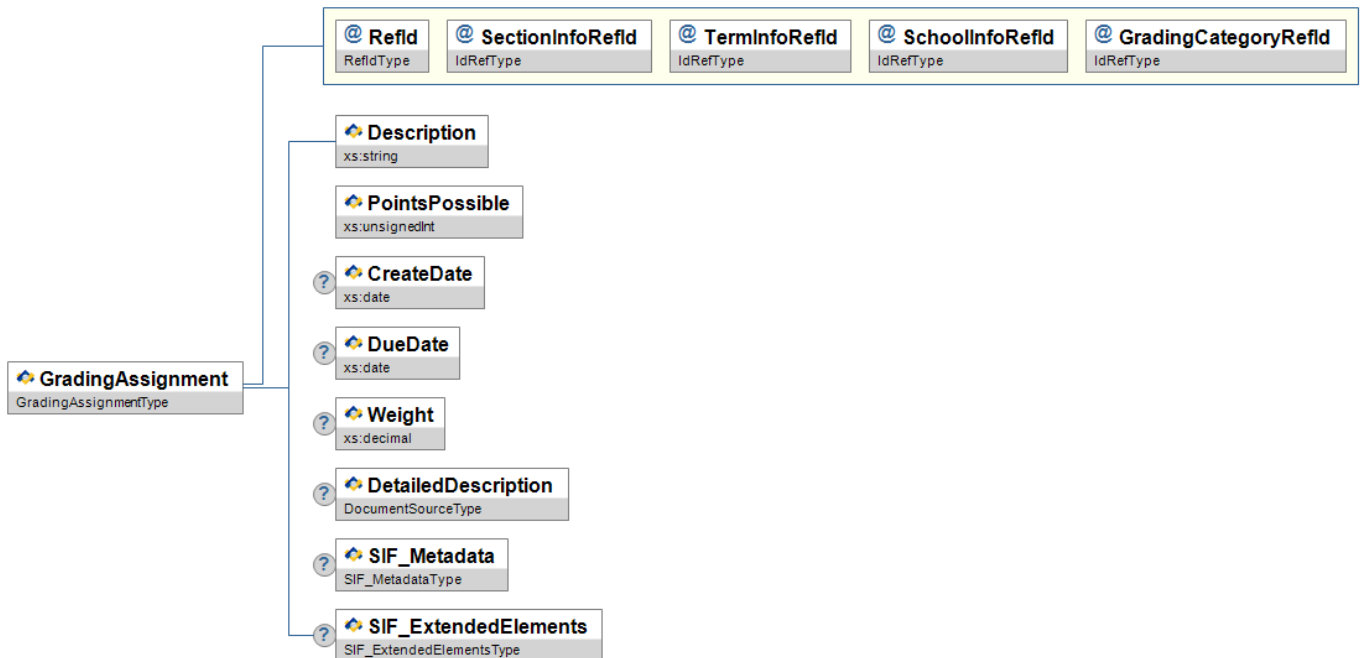 @ RefId @ SectionInfoRefId @ TermInfoRefId @ SchoolInfoRefId @ GradingCategoryRefId
RefIdType IdRefType IdRefType IdRefType IdRefType
Description
xs:string
PointsPossible
xs:unsignedInt
? CreateDate
xs:date
? DueDate
xs:date
GradingAssignment
GradingAssignmentType
? Weight
xs:decimal
? DetailedDescription
DocumentSourceType
? SIF_Metadata
SIF_MetadataType
? SIF_ExtendedElements
SIF_ExtendedElementsType